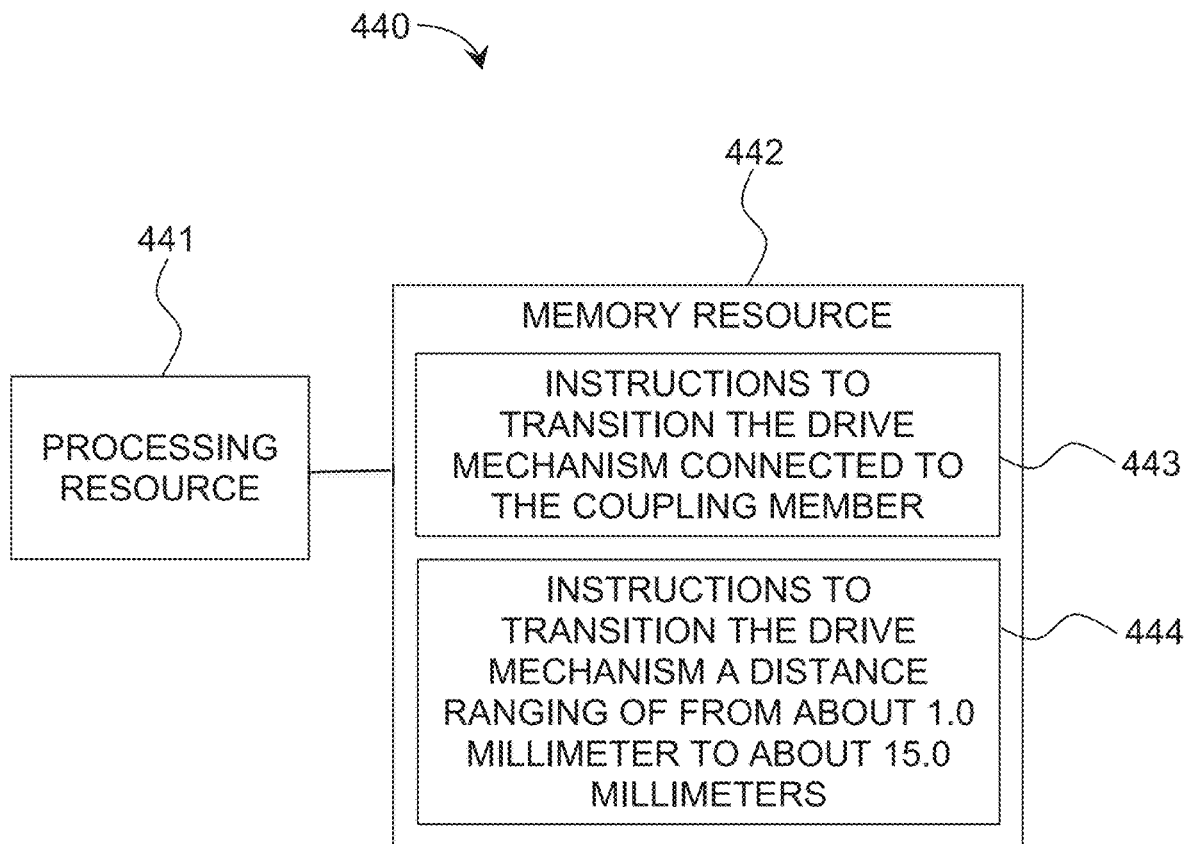 440
442
441
MEMORY RESOURCE
PROCESSING
RESOURCE
INSTRUCTIONS TO
TRANSITION THE DRIVE
MECHANISM CONNECTED TO
THE COUPLING MEMBER
443
INSTRUCTIONS TO
TRANSITION THE DRIVE
MECHANISM A DISTANCE
RANGING OF FROM ABOUT 1.0
MILLIMETER TO ABOUT 15.0
MILLIMETERS
444